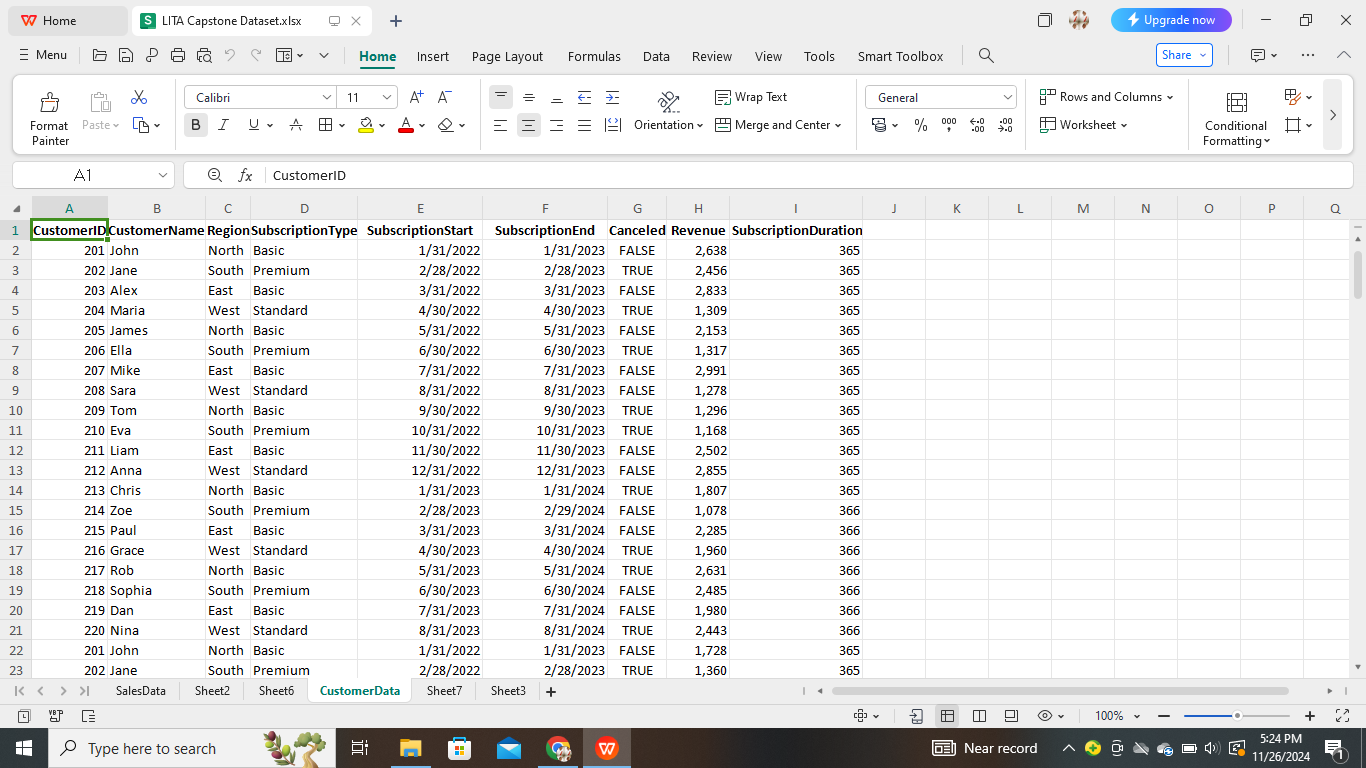 Home LITA Capstone Dataset.xlsx Upgrade now
Menu Home Insert Page Layout Formulas Data Review View Tools Smart Toolbox Share
Format Painter Paste Calibri 11 Wrap Text General Rows and Columns
Orientation Merge and Center Worksheet Conditional Formatting
A1 fx CustomerID
A B C D E F G H I J K L M N O P Q
1 CustomerID CustomerName Region SubscriptionType SubscriptionStart SubscriptionEnd Canceled Revenue SubscriptionDuration
2 201 John North Basic 1/31/2022 1/31/2023 FALSE 2,638 365
3 202 Jane South Premium 2/28/2022 2/28/2023 TRUE 2,456 365
4 203 Alex East Basic 3/31/2022 3/31/2023 FALSE 2,833 365
5 204 Maria West Standard 4/30/2022 4/30/2023 TRUE 1,309 365
6 205 James North Basic 5/31/2022 5/31/2023 FALSE 2,153 365
7 206 Ella South Premium 6/30/2022 6/30/2023 TRUE 1,317 365
8 207 Mike East Basic 7/31/2022 7/31/2023 FALSE 2,991 365
9 208 Sara West Standard 8/31/2022 8/31/2023 FALSE 1,278 365
10 209 Tom North Basic 9/30/2022 9/30/2023 TRUE 1,296 365
11 210 Eva South Premium 10/31/2022 10/31/2023 TRUE 1,168 365
12 211 Liam East Basic 11/30/2022 11/30/2023 FALSE 2,502 365
13 212 Anna West Standard 12/31/2022 12/31/2023 FALSE 2,855 365
14 213 Chris North Basic 1/31/2023 1/31/2024 TRUE 1,807 365
15 214 Zoe South Premium 2/28/2023 2/29/2024 FALSE 1,078 366
16 215 Paul East Basic 3/31/2023 3/31/2024 FALSE 2,285 366
17 216 Grace West Standard 4/30/2023 4/30/2024 TRUE 1,960 366
18 217 Rob North Basic 5/31/2023 5/31/2024 TRUE 2,631 366
19 218 Sophia South Premium 6/30/2023 6/30/2024 FALSE 2,485 366
20 219 Dan East Basic 7/31/2023 7/31/2024 FALSE 1,980 366
21 220 Nina West Standard 8/31/2023 8/31/2024 TRUE 2,443 366
22 201 John North Basic 1/31/2022 1/31/2023 FALSE 1,728 365
23 202 Jane South Premium 2/28/2022 2/28/2023 TRUE 1,360 365
SalesData Sheet2 Sheet6 CustomerData Sheet7 Sheet3
100%
Type here to search Near record 5:24 PM
11/26/2024 1